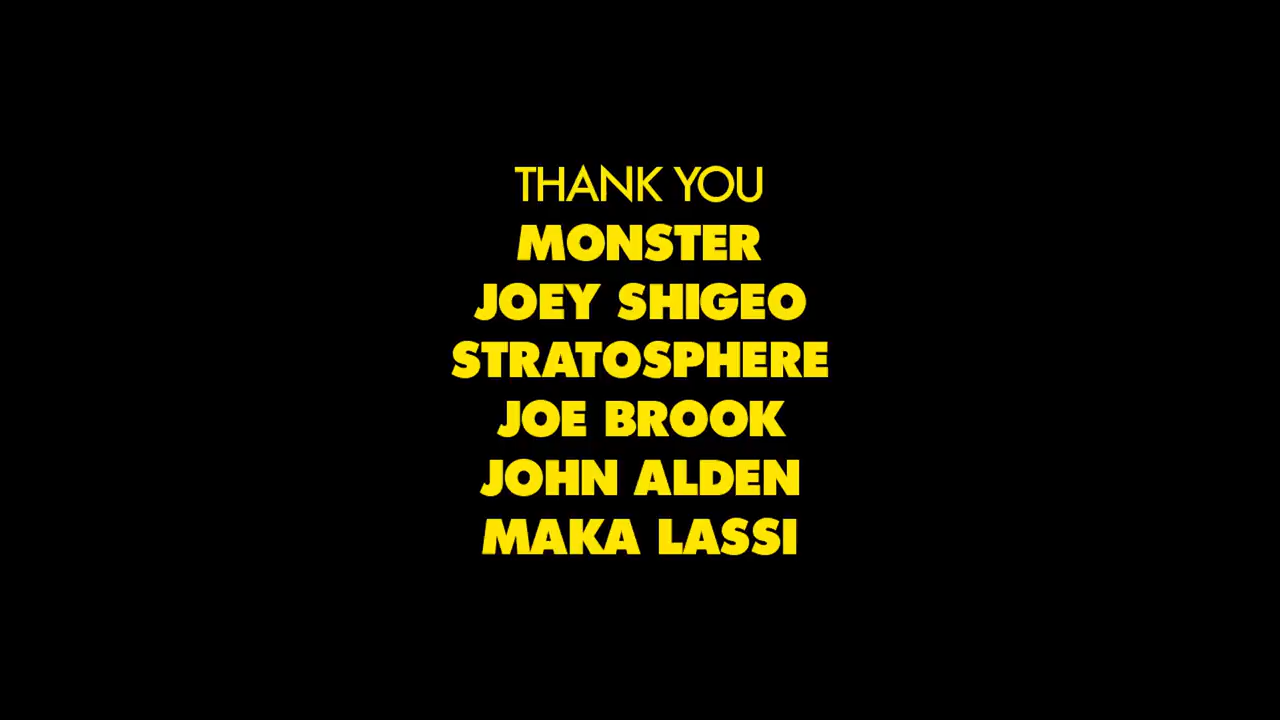 THANK YOU
MONSTER
JOEY SHIGEO
STRATOSPHERE
JOE BROOK
JOHN ALDEN
MAKA LASSI